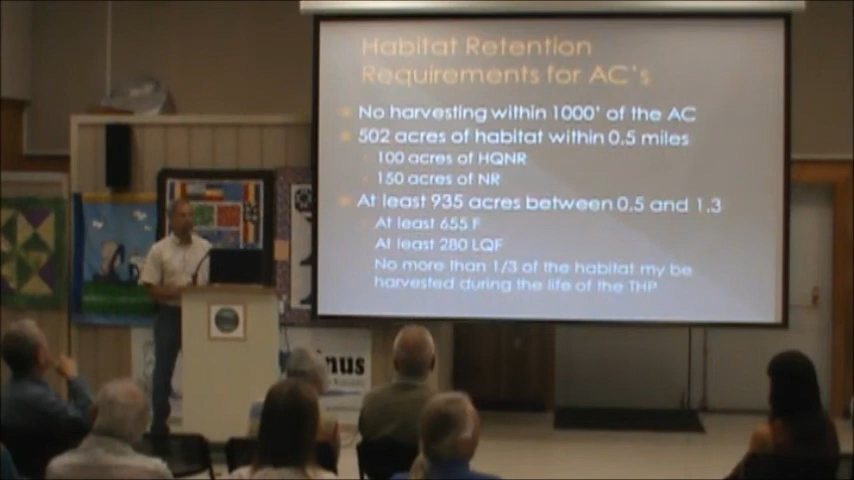 Habitat Retention
Requirements for AC's
No harvesting within 1000' of the AC
502 acres of habitat within 0.5 miles
100 acres of HQNR
150 acres of NR
At least 935 acres between 0.5 and 1.3
At least 655 F
At least 280 LQF
No more than 1/3 of the habitat my be
harvested during the life of the THP
nus